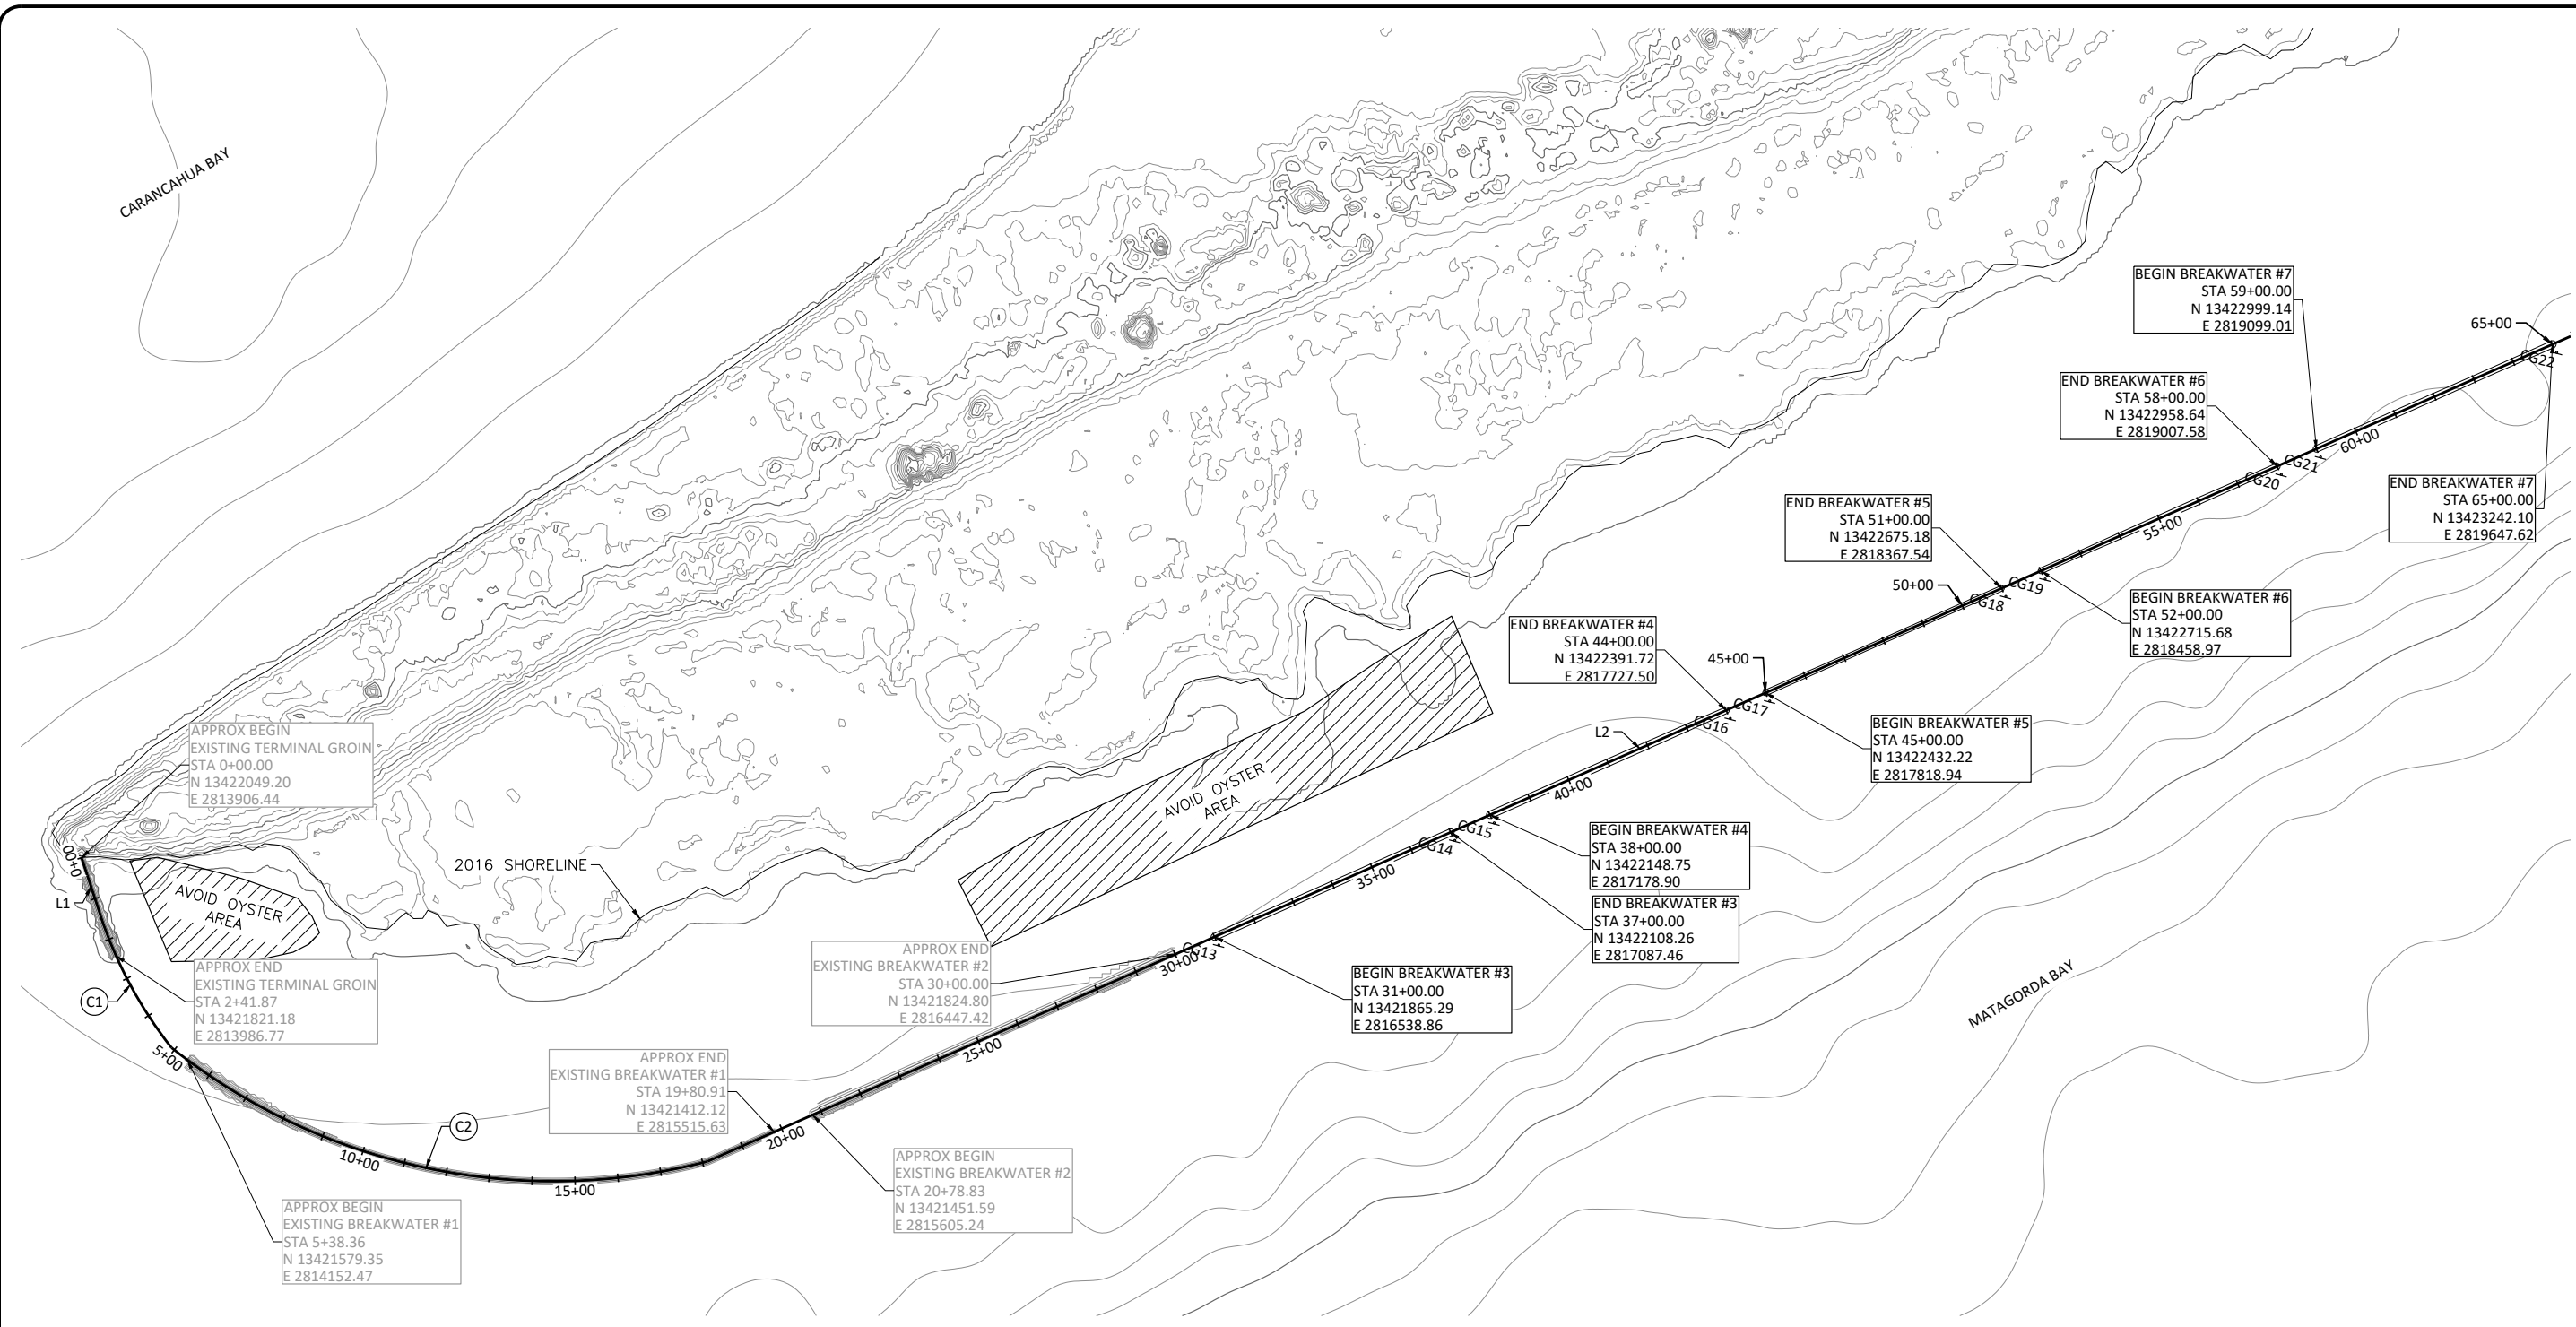 CARANCAHUA BAY
BEGIN BREAKWATER #7
STA 59+00.00
N 13422999.14
E 2819099.01
65+00
CG22
END BREAKWATER #6
STA 58+00.00
N 13422958.64
E 2819007.58
60+00
CG21
CG20
END BREAKWATER #7
STA 65+00.00
N 13423242.10
E 2819647.62
END BREAKWATER #5
STA 51+00.00
N 13422675.18
E 2818367.54
55+00
50+00
CG19
CG18
BEGIN BREAKWATER #6
STA 52+00.00
N 13422715.68
E 2818458.97
END BREAKWATER #4
STA 44+00.00
N 13422391.72
E 2817727.50
45+00
CG17
CG16
L2
BEGIN BREAKWATER #5
STA 45+00.00
N 13422432.22
E 2817818.94
APPROX BEGIN
EXISTING TERMINAL GROIN
STA 0+00.00
N 13422049.20
E 2813906.44
AVOID OYSTER
AREA
40+00
CG15
CG14
BEGIN BREAKWATER #4
STA 38+00.00
N 13422148.75
E 2817178.90
0+00
2016 SHORELINE
35+00
L1
AVOID OYSTER
AREA
END BREAKWATER #3
STA 37+00.00
N 13422108.26
E 2817087.46
APPROX END
EXISTING BREAKWATER #2
STA 30+00.00
N 13421824.80
E 2816447.42
CG13
30+00
APPROX END
EXISTING TERMINAL GROIN
STA 2+41.87
N 13421821.18
E 2813986.77
C1
BEGIN BREAKWATER #3
STA 31+00.00
N 13421865.29
E 2816538.86
MATAGORDA BAY
5+00
25+00
APPROX END
EXISTING BREAKWATER #1
STA 19+80.91
N 13421412.12
E 2815515.63
C2
20+00
10+00
15+00
APPROX BEGIN
EXISTING BREAKWATER #2
STA 20+78.83
N 13421451.59
E 2815605.24
APPROX BEGIN
EXISTING BREAKWATER #1
STA 5+38.36
N 13421579.35
E 2814152.47